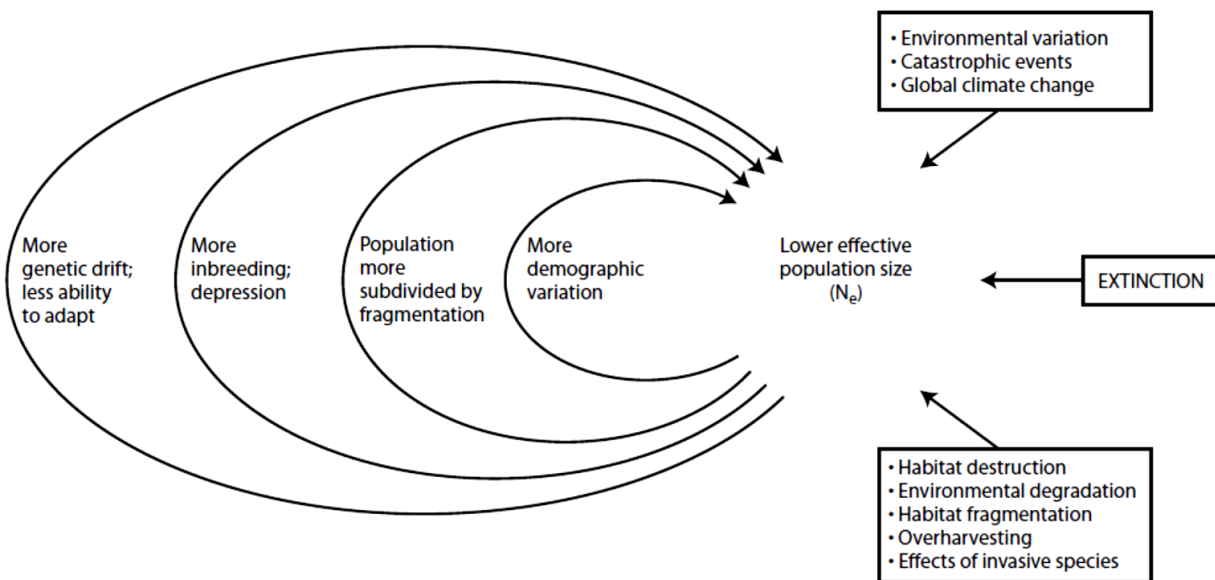 • Environmental variation
• Catastrophic events
• Global climate change
More
genetic drift;
less ability
to adapt
More
inbreeding;
depression
Population
more
subdivided by
fragmentation
More
demographic
variation
Lower effective
population size
(Ne)
EXTINCTION
• Habitat destruction
• Environmental degradation
• Habitat fragmentation
• Overharvesting
• Effects of invasive species